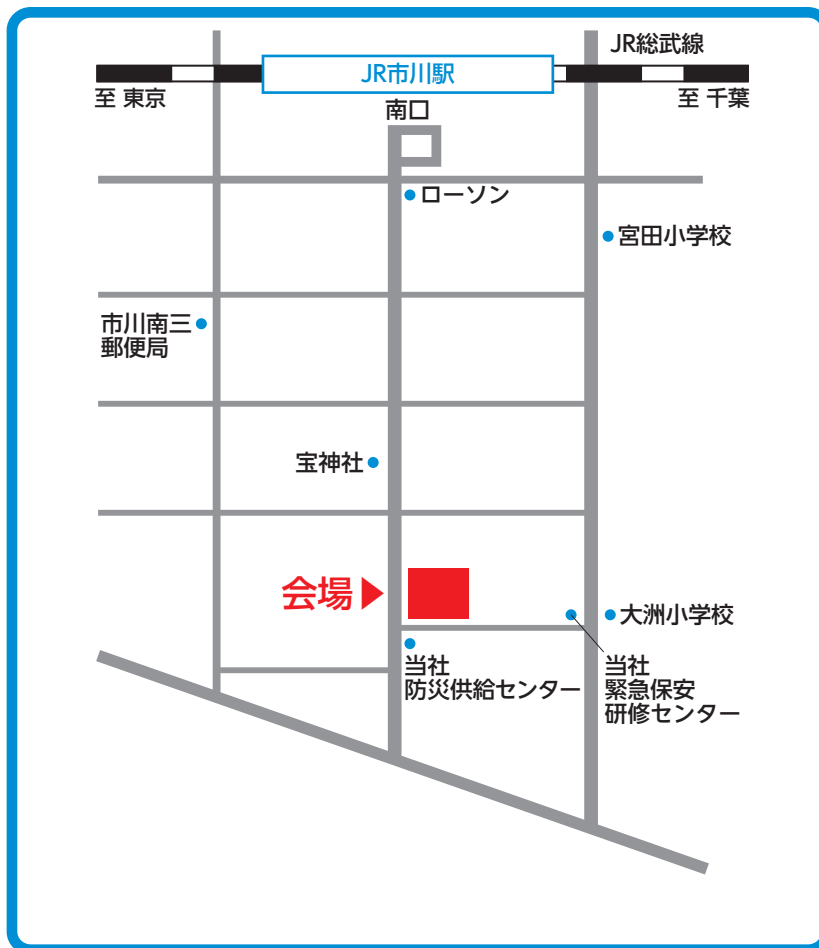 JR総武線
JR市川駅
至 東京
至 千葉
南口
ローソン
宮田小学校
市川南三
郵便局
宝神社
会場
大洲小学校
当社
防災供給センター
当社
緊急保安
研修センター